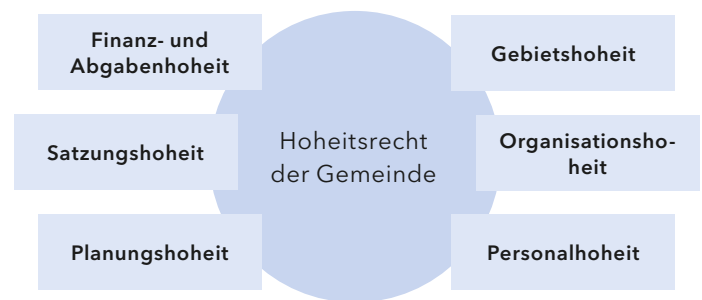 Finanz- und
Abgabenhoheit
Gebietshoheit
Satzungshoheit
Hoheitsrecht
der Gemeinde
Organisationsho-
heit
Planungshoheit
Personalhoheit